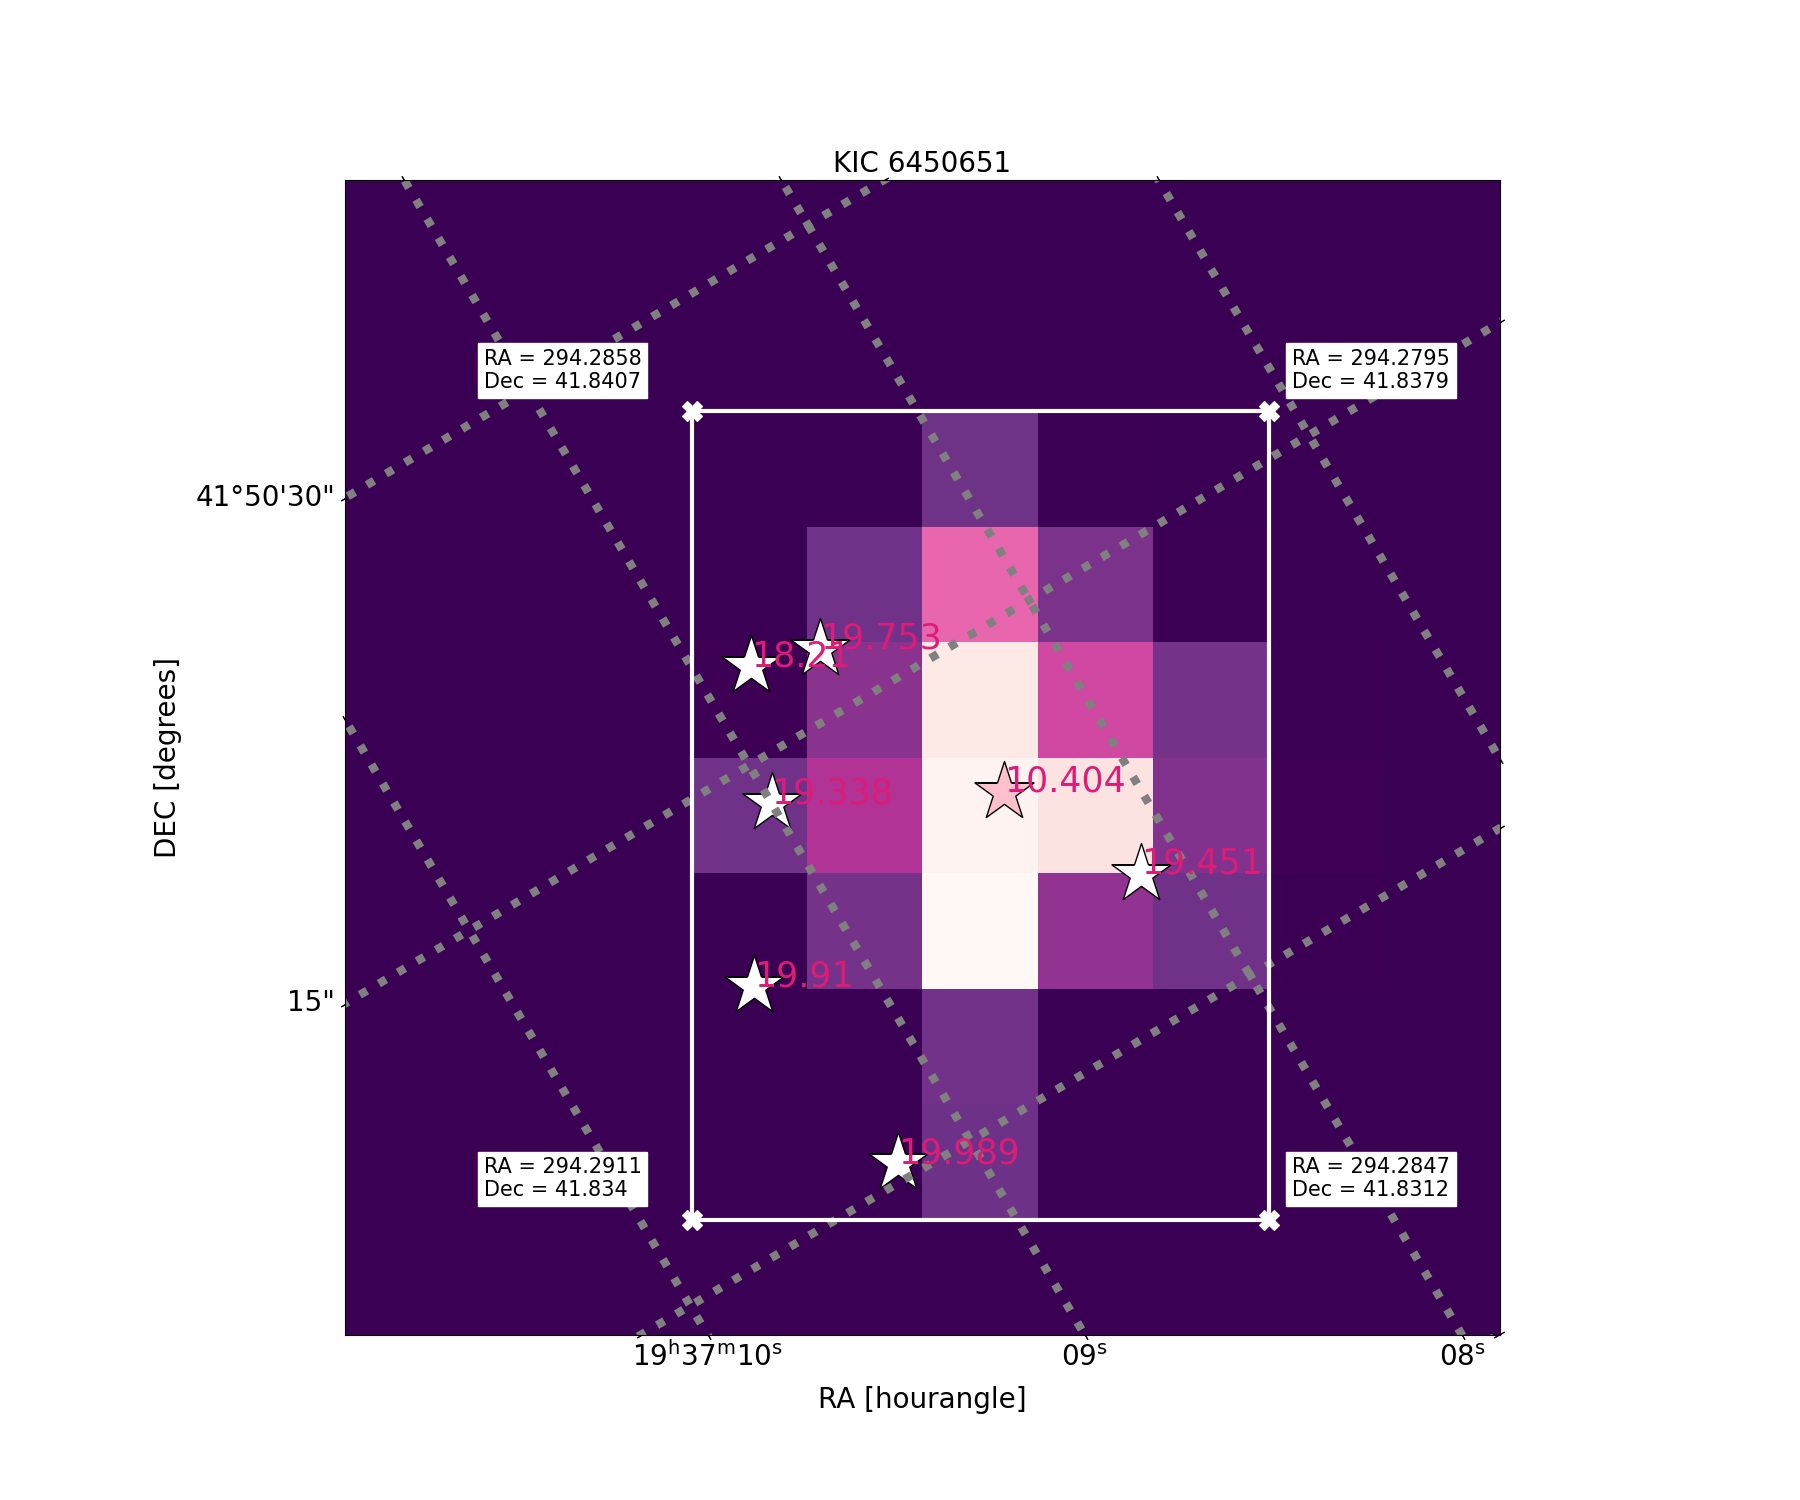 KIC 6450651
RA = 294.2858
Dec = 41.8407
RA = 294.2795
Dec = 41.8379
41°50'30"
19.753
18.21
10.404
19.338
19.451
DEC [degrees]
19.91
15"
19.989
RA = 294.2911
Dec = 41.834
RA = 294.2847
Dec = 41.8312
19ʰ37ᵐ10ˢ
09ˢ
08ˢ
RA [hourangle]